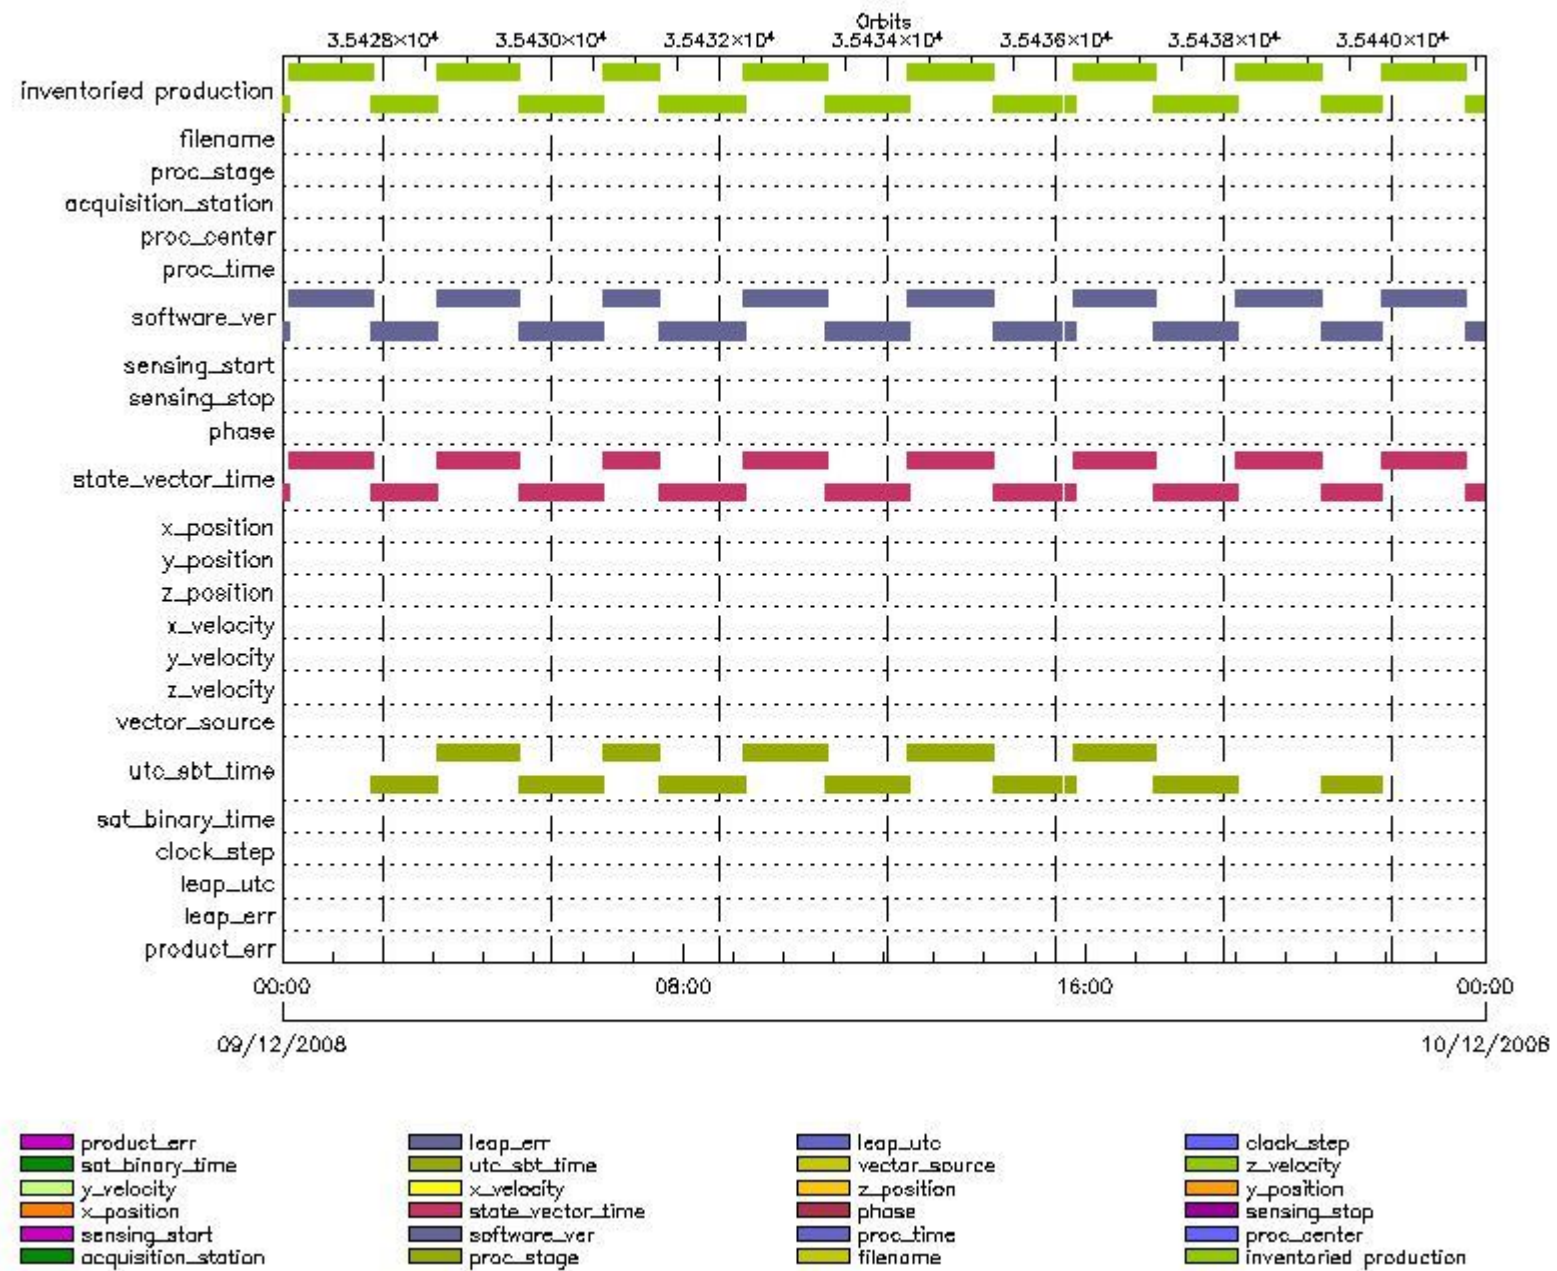 Orbits
3.5428×10⁴ 3.5430×10⁴ 3.5432×10⁴ 3.5434×10⁴ 3.5436×10⁴ 3.5438×10⁴ 3.5440×10⁴
inventoried production
filename
proc_stage
acquisition_station
proc_center
proc_time
software_ver
sensing_start
sensing_stop
phase
state_vector_time
x_position
y_position
z_position
x_velocity
y_velocity
z_velocity
vector_source
utc_sbt_time
sat_binary_time
clock_step
leap_utc
leap_err
product_err
00:00 08:00 16:00 00:00
09/12/2008 10/12/2008
product_err leap_err leap_utc clock_step
sat_binary_time utc_sbt_time vector_source z_velocity
y_velocity x_velocity z_position y_position
x_position state_vector_time phase sensing_stop
sensing_start software_ver proc_time proc_center
acquisition_station proc_stage filename inventoried production